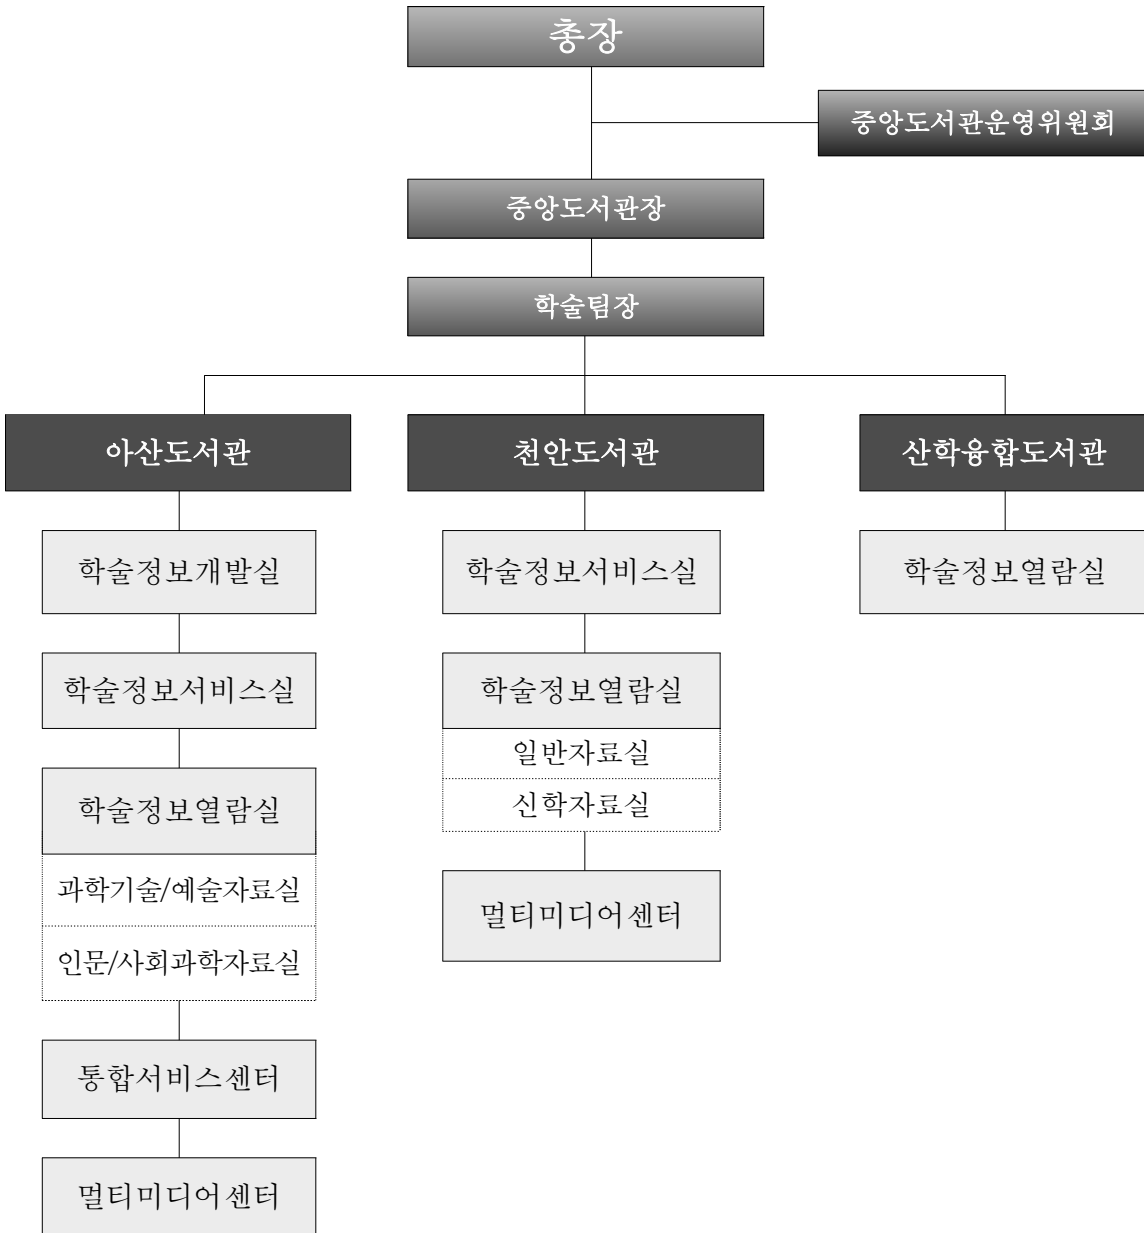 총장
중앙도서관운영위원회
중앙도서관장
학술팀장
아산도서관
천안도서관
산학융합도서관
학술정보개발실
학술정보서비스실
학술정보열람실
학술정보서비스실
학술정보열람실
일반자료실
신학자료실
학술정보열람실
과학기술/예술자료실
인문/사회과학자료실
멀티미디어센터
통합서비스센터
멀티미디어센터